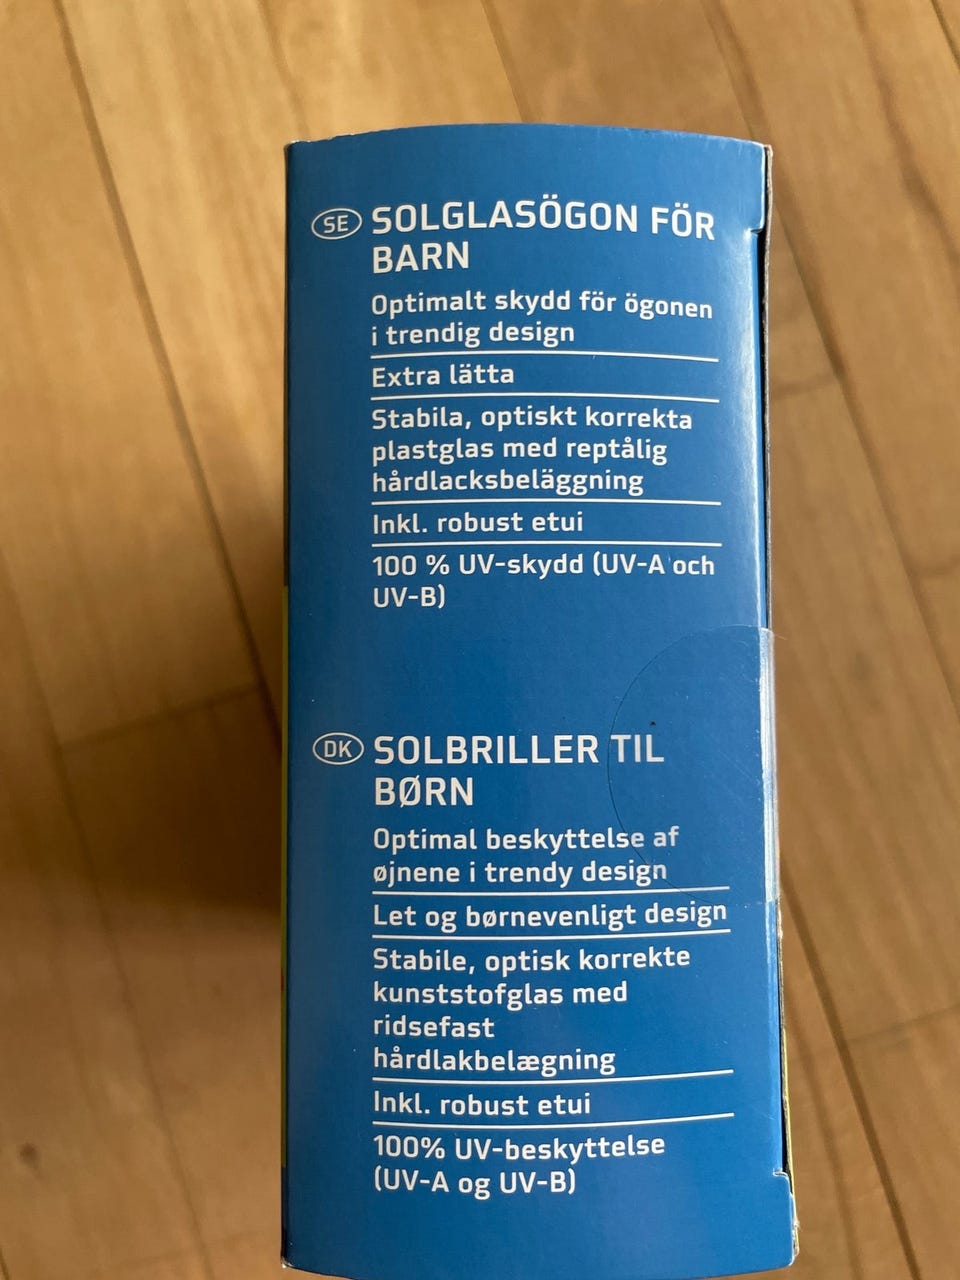 SE SOLGLASÖGON FÖR
BARN
Optimalt skydd för ögonen
i trendig design
Extra lätta
Stabila, optiskt korrekta
plastglas med reptålig
hårdlacksbeläggning
Inkl. robust etui
100 % UV-skydd (UV-A och
UV-B)
DK SOLBRILLER TIL
BØRN
Optimal beskyttelse af
øjnene i trendy design
Let og børnevenligt design
Stabile, optisk korrekte
kunststofglas med
ridsefast
hårdlakbelægning
Inkl. robust etui
100% UV-beskyttelse
(UV-A og UV-B)